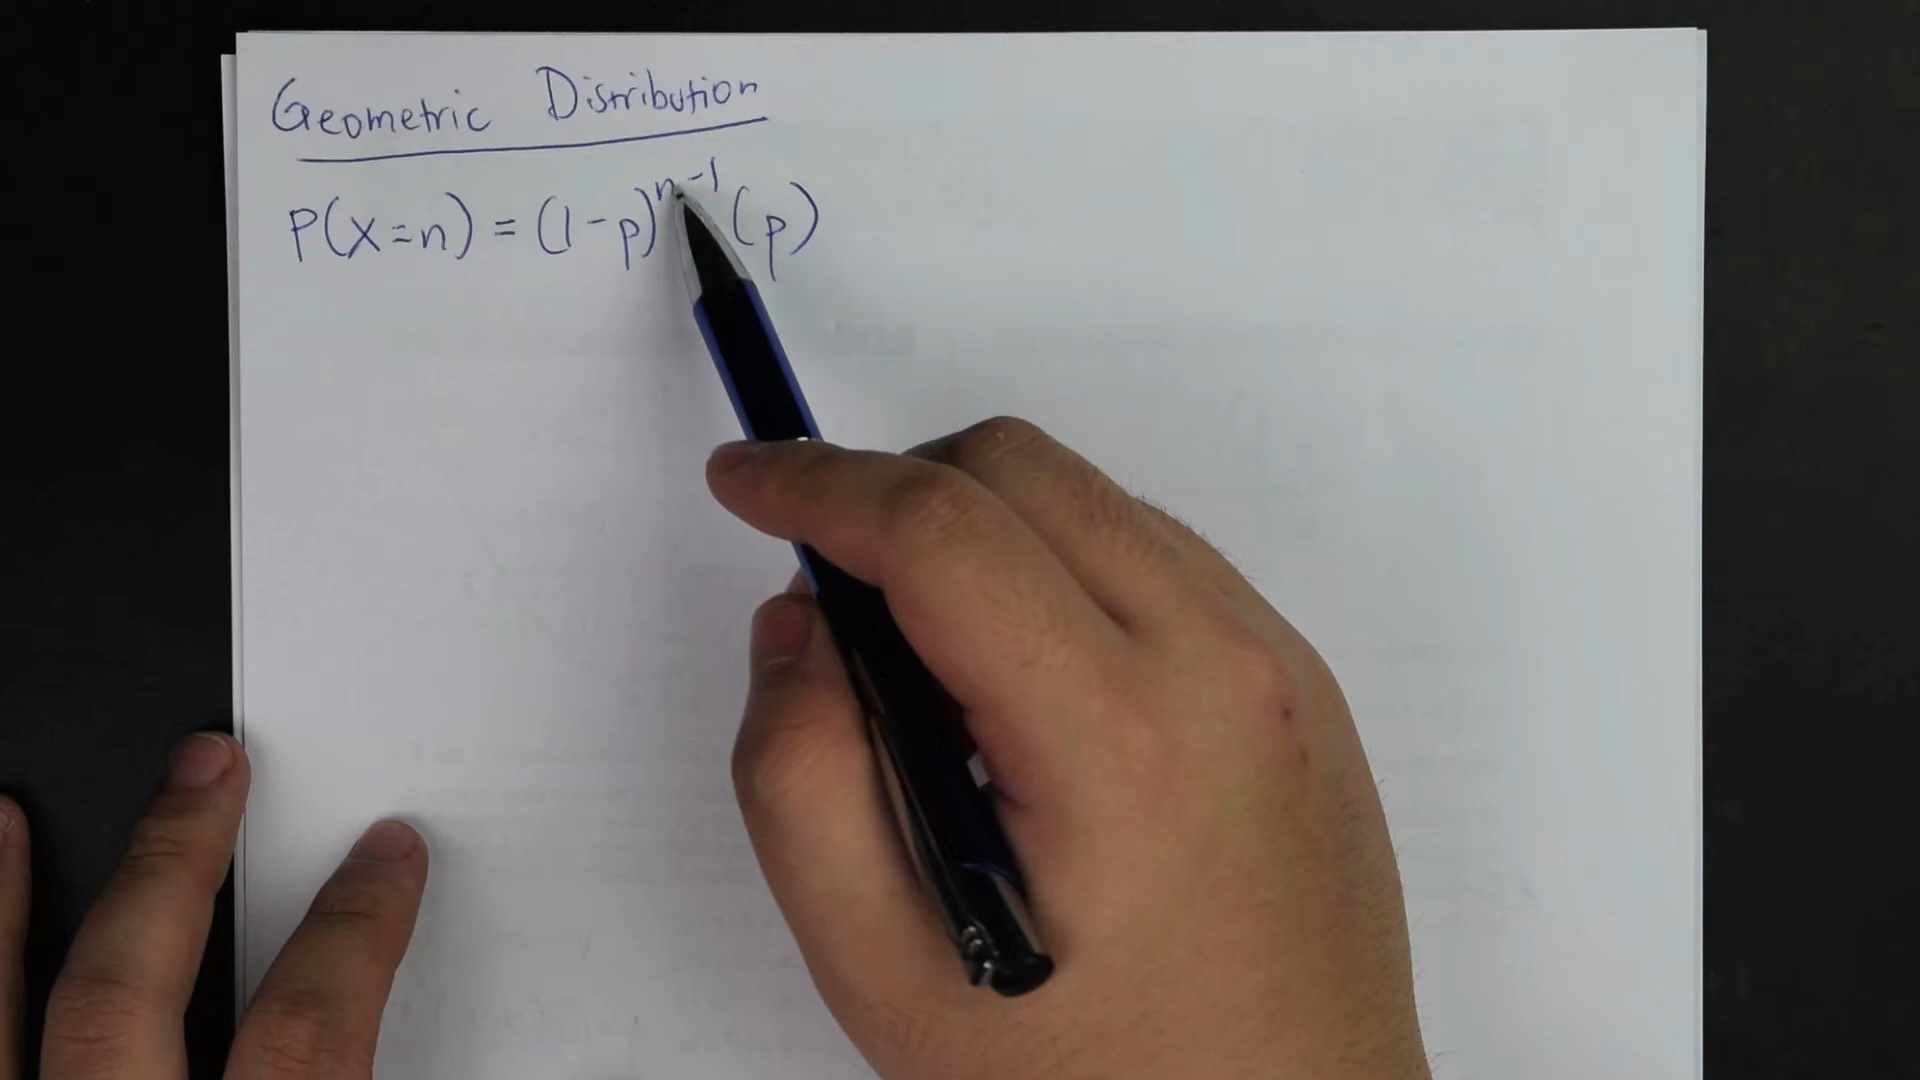 Geometric Distribution
P(x=n) = (1-p)^{n-1} (p)